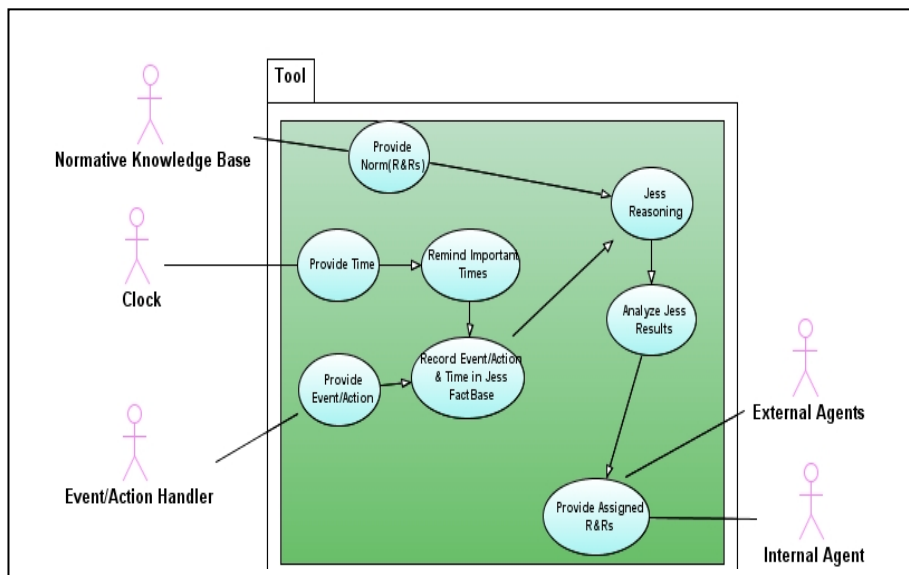 Tool
Normative Knowledge Base
Provide
Norm(R&Rs)
Jess
Reasoning
Clock
Provide Time
Remind Important
Times
Analyze Jess
Results
Event/Action Handler
Provide
Event/Action
Record Event/Action
& Time in Jess
FactBase
External Agents
Provide Assigned
R&Rs
Internal Agent